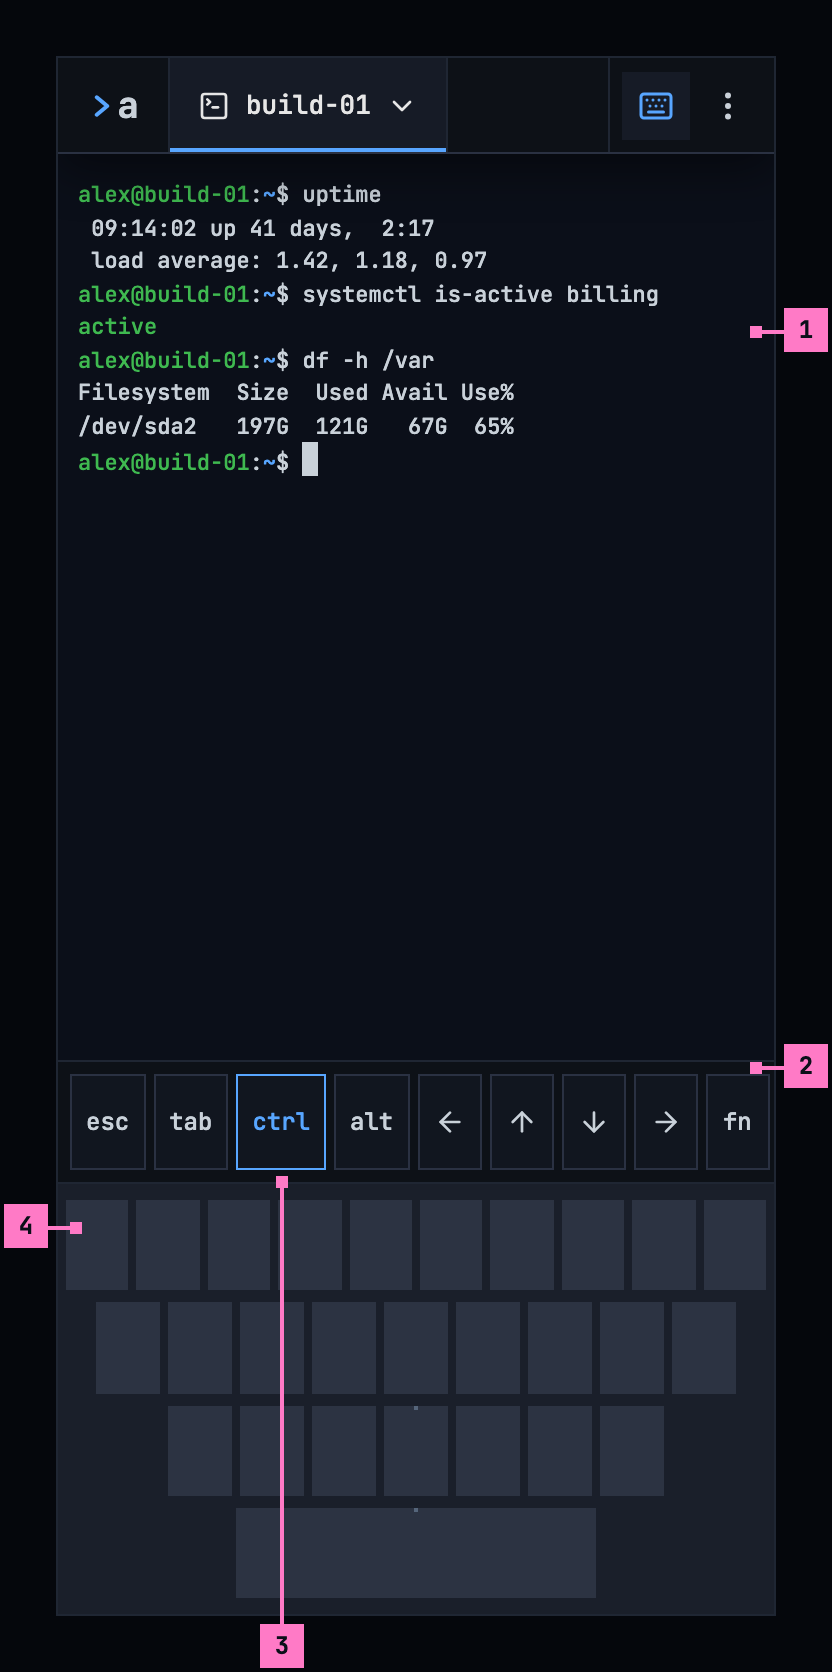 >a build-01
alex@build-01:~$ uptime
 09:14:02 up 41 days,  2:17
 load average: 1.42, 1.18, 0.97
alex@build-01:~$ systemctl is-active billing
active
1
alex@build-01:~$ df -h /var
Filesystem  Size  Used Avail Use%
/dev/sda2   197G  121G   67G  65%
alex@build-01:~$
2
esc tab ctrl alt ← ↑ ↓ → fn
4
3